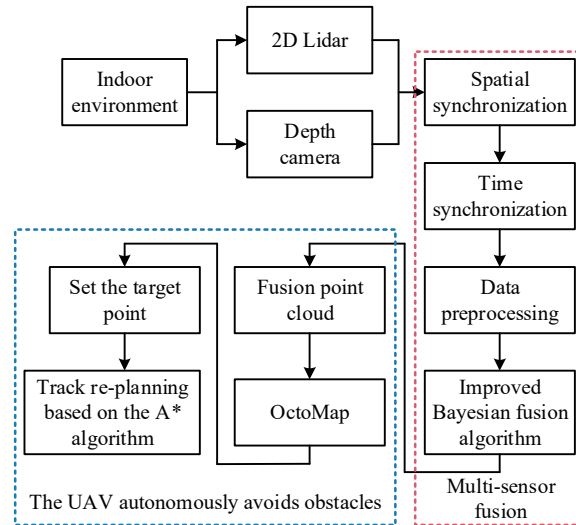 2D Lidar
Indoor
environment
Depth
camera
Spatial
synchronization
Time
synchronization
Data
preprocessing
Improved
Bayesian fusion
algorithm
Multi-sensor
fusion
Fusion point
cloud
OctoMap
Set the target
point
Track re-planning
based on the A*
algorithm
The UAV autonomously avoids obstacles